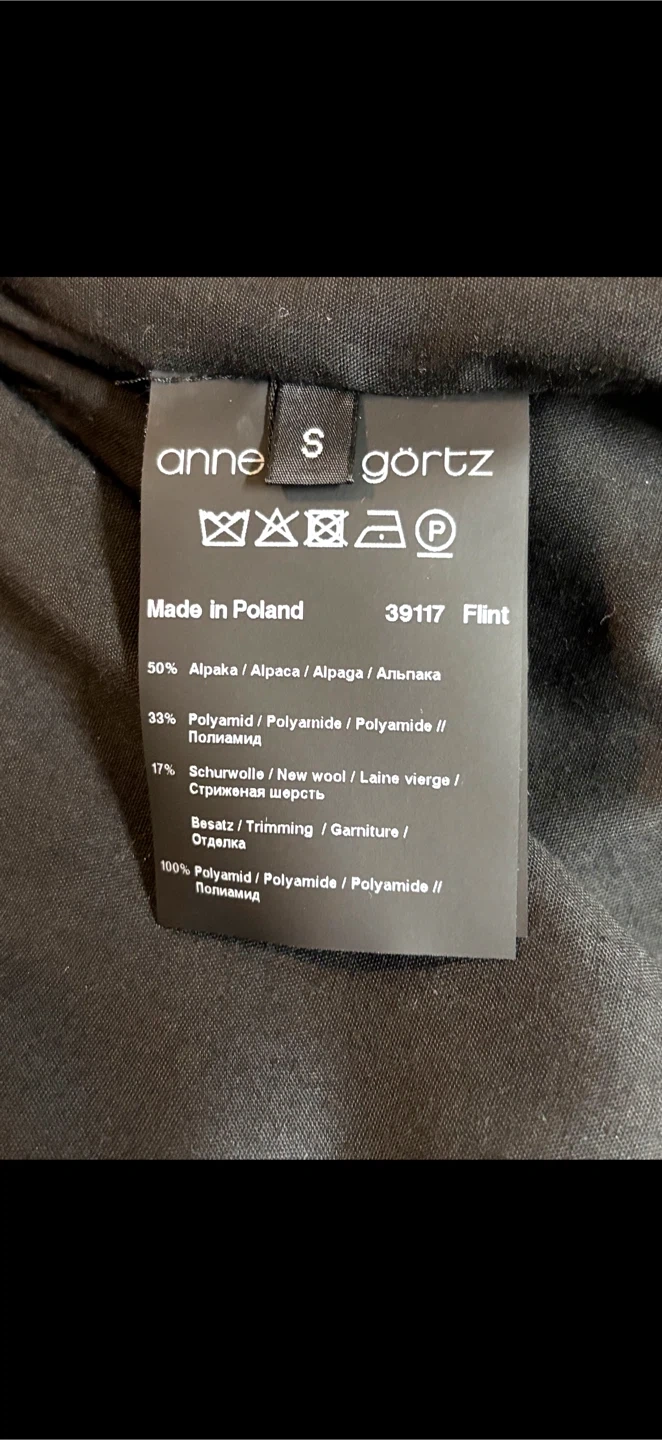 anne görtz
S
P
Made in Poland 39117 Flint
50% Alpaka / Alpaca / Alpaga / Альпака
33% Polyamid / Polyamide / Polyamide //
Полиамид
17% Schurwolle / New wool / Laine vierge /
Стриженая шерсть
Besatz / Trimming / Garniture /
Отделка
100% Polyamid / Polyamide / Polyamide //
Полиамид